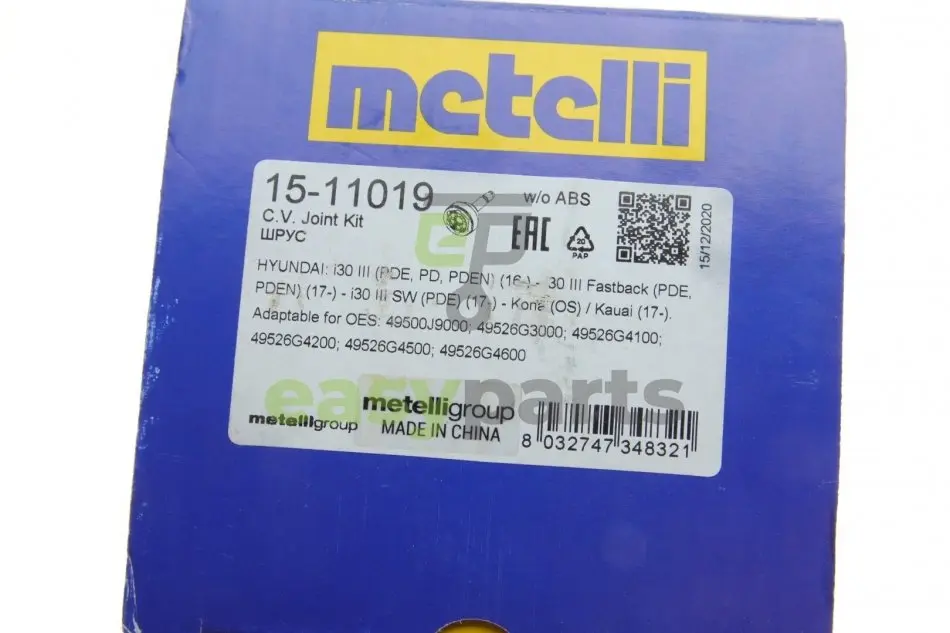 metelli
15-11019
w/o ABS
C.V. Joint Kit
ШРУС
EAC
20
PAP
15/12/2020
HYUNDAI: i30 III (PDE, PD, PDEN) (16-) - i30 III Fastback (PDE,
PDEN) (17-) - i30 III SW (PDE) (17-) - Kona (OS) / Kauai (17-).
Adaptable for OES: 49500J9000; 49526G3000; 49526G4100;
49526G4200; 49526G4500; 49526G4600
easyparts
metelligroup
metelligroup
MADE IN CHINA
8 032747 348321